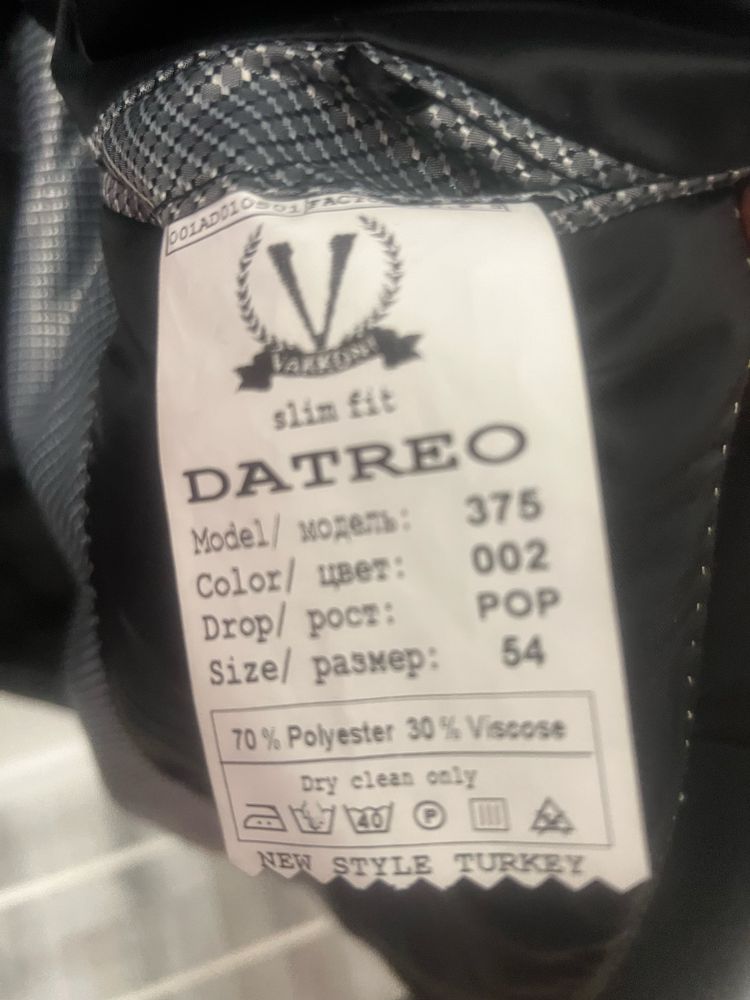 V
VAKKONI
slim fit
DATREO
Model/ модель: 375
Color/ цвет: 002
Drop/ рост: POP
Size/ размер: 54
70 % Polyester 30 % Viscose
Dry clean only
40 P
NEW STYLE TURKEY